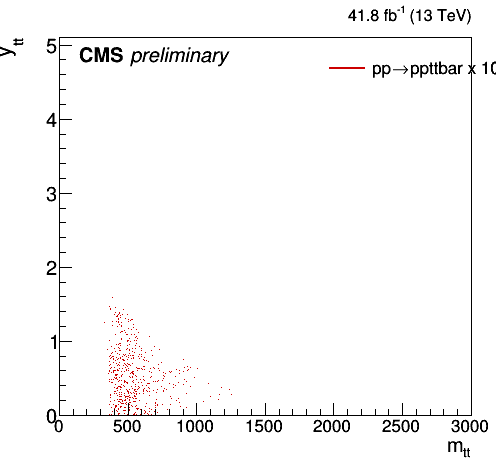 41.8 fb⁻¹ (13 TeV)
y_tt
CMS preliminary
pp→ppttbar x 10
5
4
3
2
1
0
0 500 1000 1500 2000 2500 3000
m_tt